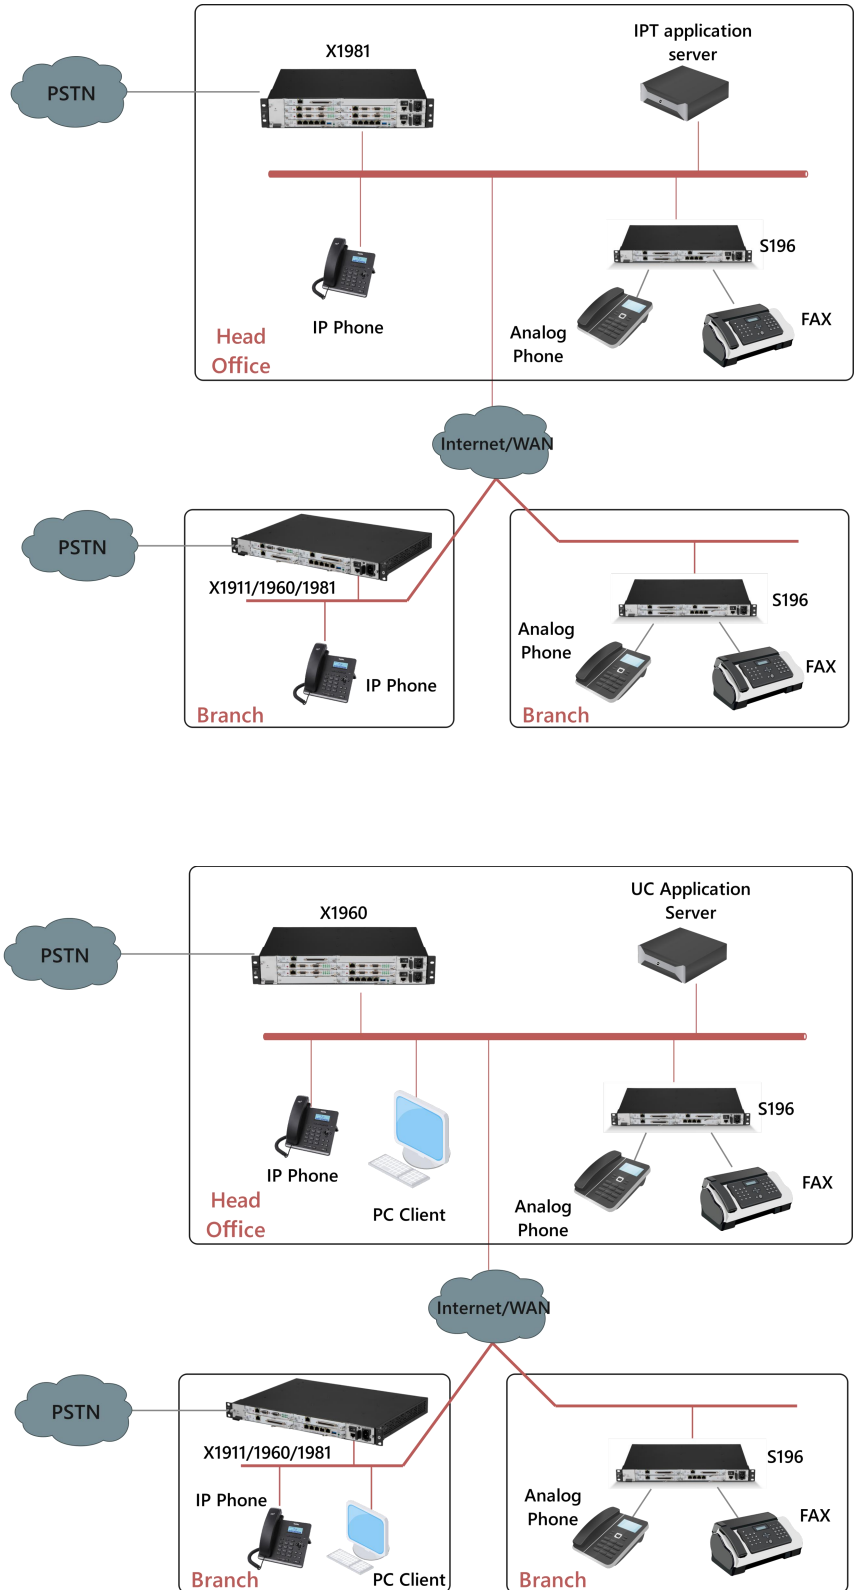 X1981
IPT application
server
PSTN
S196
IP Phone
Analog
Phone
FAX
Head
Office
Internet/WAN
PSTN
X1911/1960/1981
IP Phone
Branch
S196
Analog
Phone
FAX
Branch
X1960
UC Application
Server
PSTN
S196
IP Phone
PC Client
Analog
Phone
FAX
Head
Office
Internet/WAN
PSTN
X1911/1960/1981
IP Phone
PC Client
Branch
S196
Analog
Phone
FAX
Branch